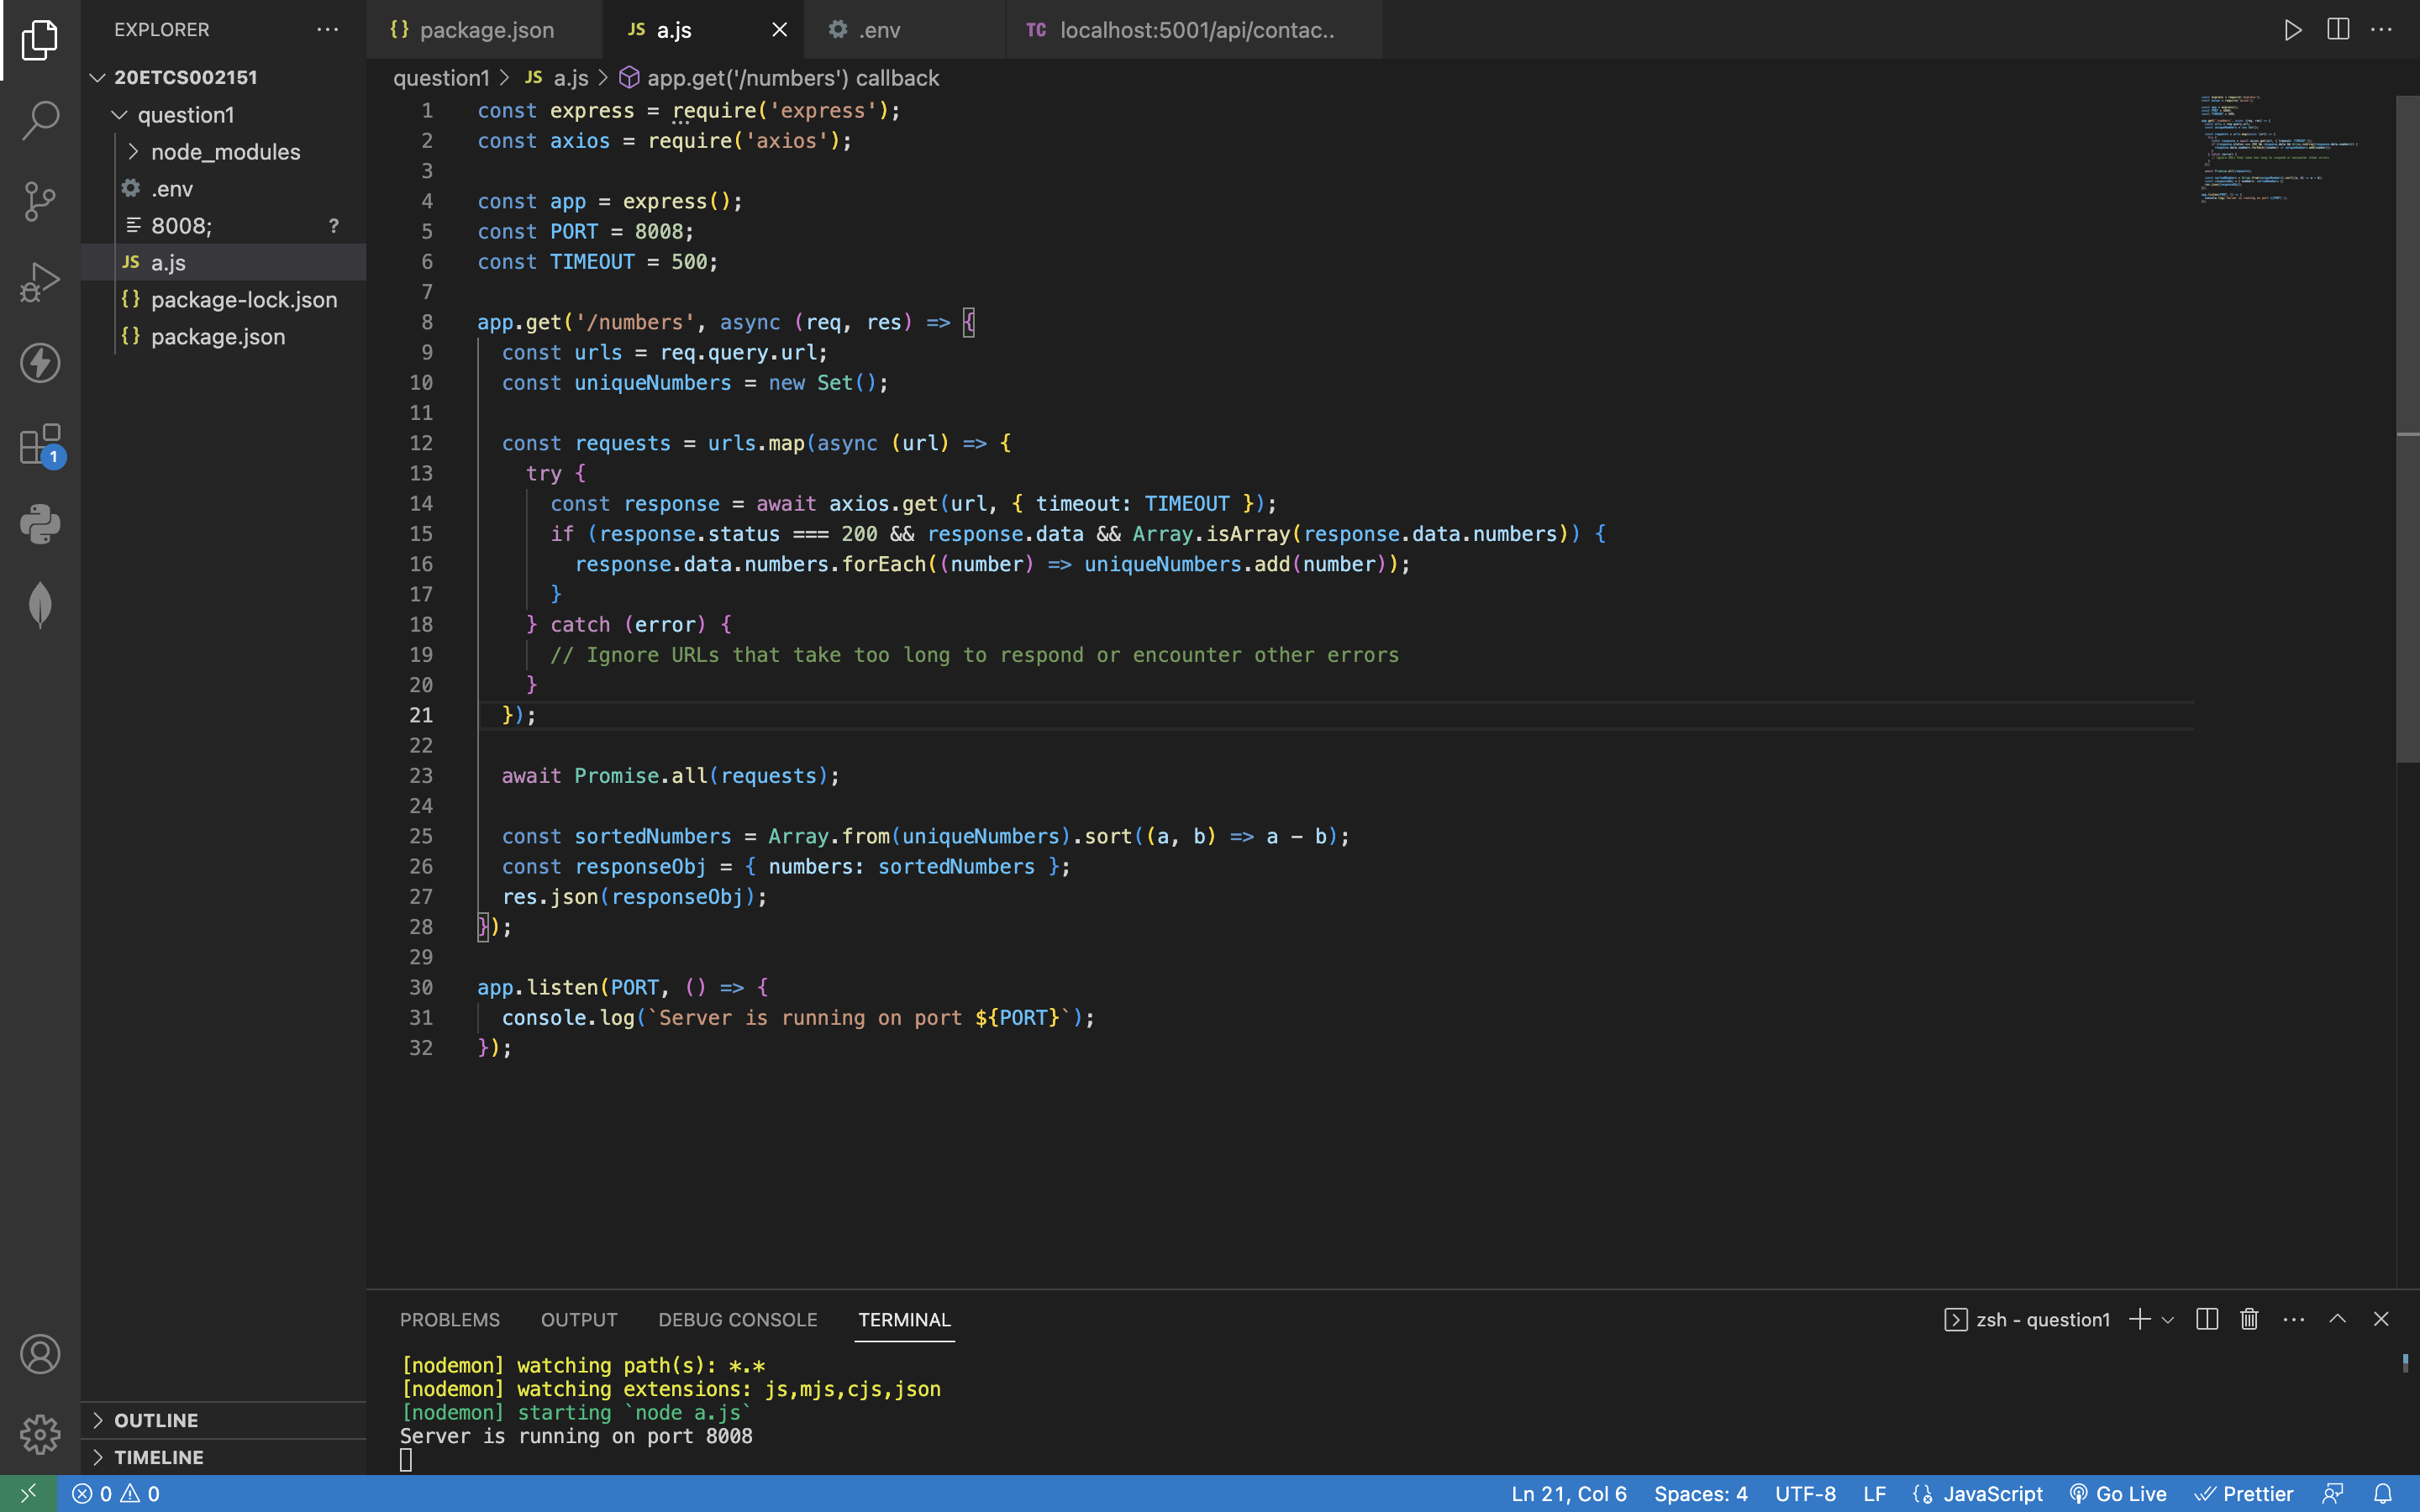 EXPLORER
20ETCS002151
question1
node_modules
.env
8008; ?
JS a.js
{} package-lock.json
{} package.json
OUTLINE
TIMELINE
1
{} package.json
JS a.js
.env
TC localhost:5001/api/contac..
question1 > JS a.js > app.get('/numbers') callback
1 const express = require('express');
2 const axios = require('axios');
3
4 const app = express();
5 const PORT = 8008;
6 const TIMEOUT = 500;
7
8 app.get('/numbers', async (req, res) => {
9 const urls = req.query.url;
10 const uniqueNumbers = new Set();
11
12 const requests = urls.map(async (url) => {
13 try {
14 const response = await axios.get(url, { timeout: TIMEOUT });
15 if (response.status === 200 && response.data && Array.isArray(response.data.numbers)) {
16 response.data.numbers.forEach((number) => uniqueNumbers.add(number));
17 }
18 } catch (error) {
19 // Ignore URLs that take too long to respond or encounter other errors
20 }
21 });
22
23 await Promise.all(requests);
24
25 const sortedNumbers = Array.from(uniqueNumbers).sort((a, b) => a - b);
26 const responseObj = { numbers: sortedNumbers };
27 res.json(responseObj);
28 });
29
30 app.listen(PORT, () => {
31 console.log(`Server is running on port ${PORT}`);
32 });
PROBLEMS OUTPUT DEBUG CONSOLE TERMINAL
zsh - question1
[nodemon] watching path(s): *.*
[nodemon] watching extensions: js,mjs,cjs,json
[nodemon] starting `node a.js`
Server is running on port 8008
0 0
Ln 21, Col 6 Spaces: 4 UTF-8 LF JavaScript Go Live Prettier